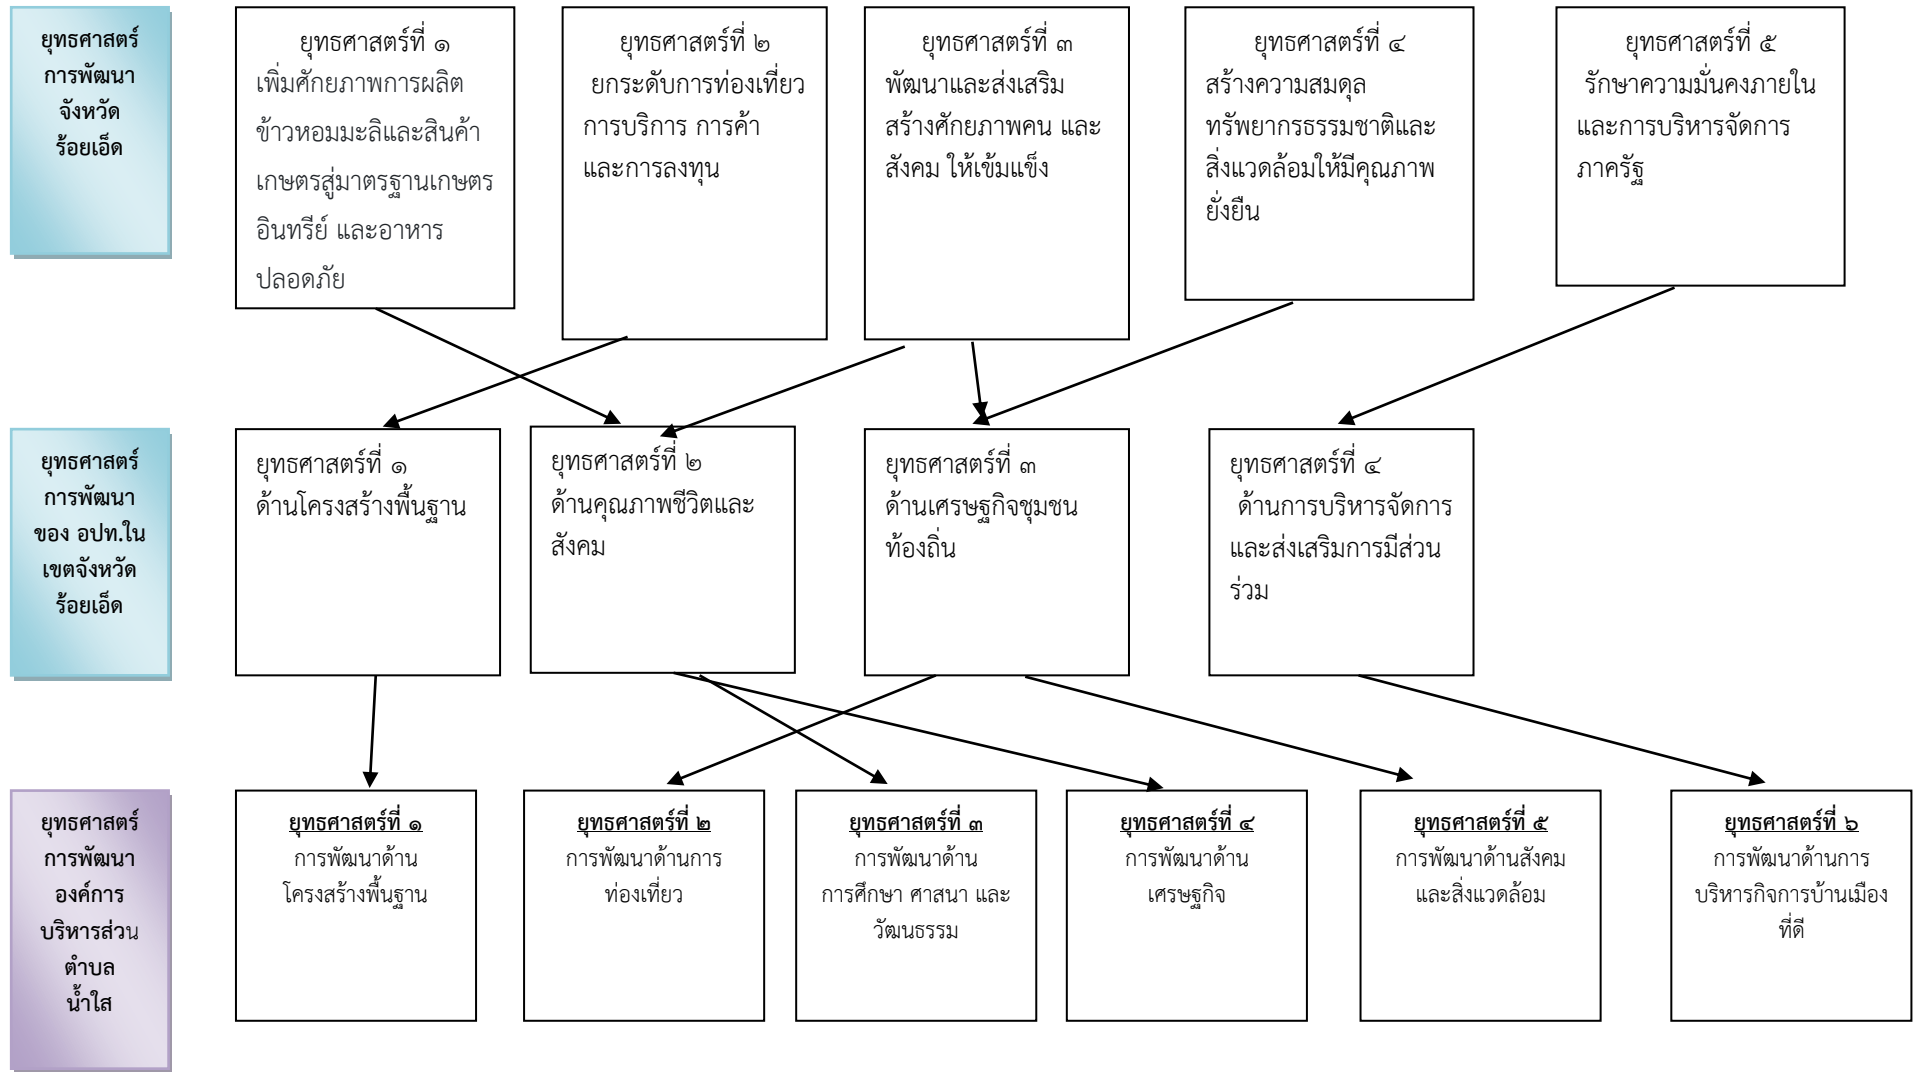 ยุทธศาสตร์
การพัฒนา
จังหวัด
ร้อยเอ็ด
ยุทธศาสตร์ที่ ๑
เพิ่มศักยภาพการผลิต
ข้าวหอมมะลิและสินค้า
เกษตรสู่มาตรฐานเกษตร
อินทรีย์ และอาหาร
ปลอดภัย
ยุทธศาสตร์ที่ ๒
ยกระดับการท่องเที่ยว
การบริการ การค้า
และการลงทุน
ยุทธศาสตร์ที่ ๓
พัฒนาและส่งเสริม
สร้างศักยภาพคน และ
สังคม ให้เข้มแข็ง
ยุทธศาสตร์ที่ ๔
สร้างความสมดุล
ทรัพยากรธรรมชาติและ
สิ่งแวดล้อมให้มีคุณภาพ
ยั่งยืน
ยุทธศาสตร์ที่ ๕
รักษาความมั่นคงภายใน
และการบริหารจัดการ
ภาครัฐ
ยุทธศาสตร์
การพัฒนา
ของ อปท.ใน
เขตจังหวัด
ร้อยเอ็ด
ยุทธศาสตร์ที่ ๑
ด้านโครงสร้างพื้นฐาน
ยุทธศาสตร์ที่ ๒
ด้านคุณภาพชีวิตและ
สังคม
ยุทธศาสตร์ที่ ๓
ด้านเศรษฐกิจชุมชน
ท้องถิ่น
ยุทธศาสตร์ที่ ๔
ด้านการบริหารจัดการ
และส่งเสริมการมีส่วน
ร่วม
ยุทธศาสตร์
การพัฒนา
องค์การ
บริหารส่วน
ตำบล
น้ำใส
ยุทธศาสตร์ที่ ๑
การพัฒนาด้าน
โครงสร้างพื้นฐาน
ยุทธศาสตร์ที่ ๒
การพัฒนาด้านการ
ท่องเที่ยว
ยุทธศาสตร์ที่ ๓
การพัฒนาด้าน
การศึกษา ศาสนา และ
วัฒนธรรม
ยุทธศาสตร์ที่ ๔
การพัฒนาด้าน
เศรษฐกิจ
ยุทธศาสตร์ที่ ๕
การพัฒนาด้านสังคม
และสิ่งแวดล้อม
ยุทธศาสตร์ที่ ๖
การพัฒนาด้านการ
บริหารกิจการบ้านเมือง
ที่ดี